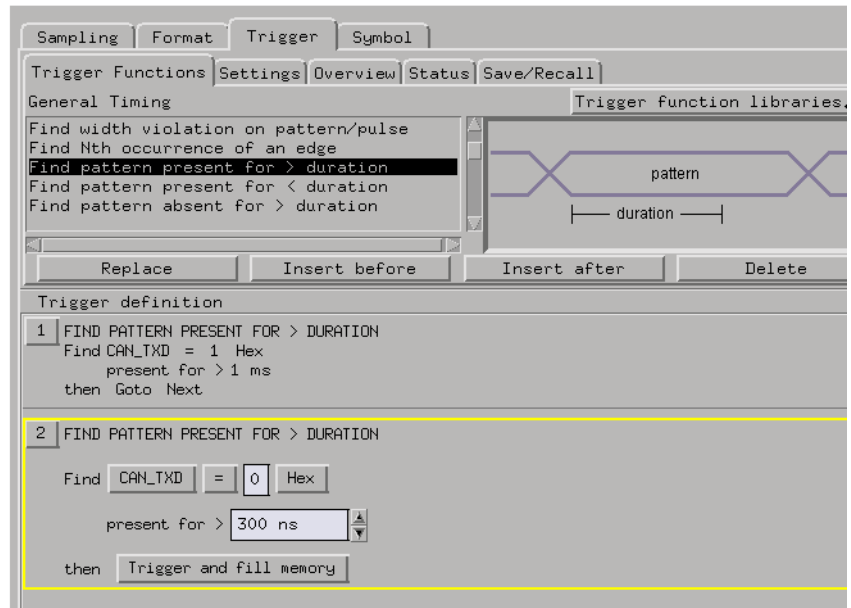 Sampling Format Trigger Symbol
Trigger Functions Settings Overview Status Save/Recall
General Timing Trigger function libraries.
Find width violation on pattern/pulse
Find Nth occurrence of an edge
Find pattern present for > duration
Find pattern present for < duration
Find pattern absent for > duration
pattern
duration
Replace Insert before Insert after Delete
Trigger definition
1 FIND PATTERN PRESENT FOR > DURATION
Find CAN_TXD = 1 Hex
present for > 1 ms
then Goto Next
2 FIND PATTERN PRESENT FOR > DURATION
Find CAN_TXD = 0 Hex
present for > 300 ns
then Trigger and fill memory